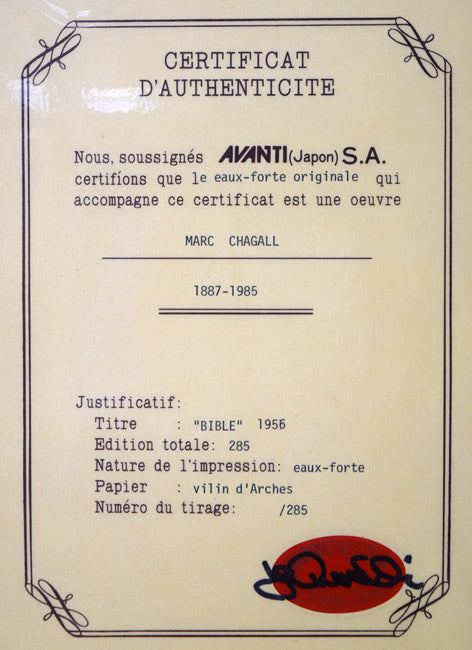 CERTIFICAT
D'AUTHENTICITE
Nous, soussignés AVANTI (Japon) S.A.
certifíons que le eaux-forte originale qui
accompagne ce certificat est une oeuvre
MARC CHAGALL
1887-1985
Justificatif:
Titre : "BIBLE" 1956
Edition totale: 285
Nature de l'impression: eaux-forte
Papier : vilin d'Arches
Numéro du tirage: /285